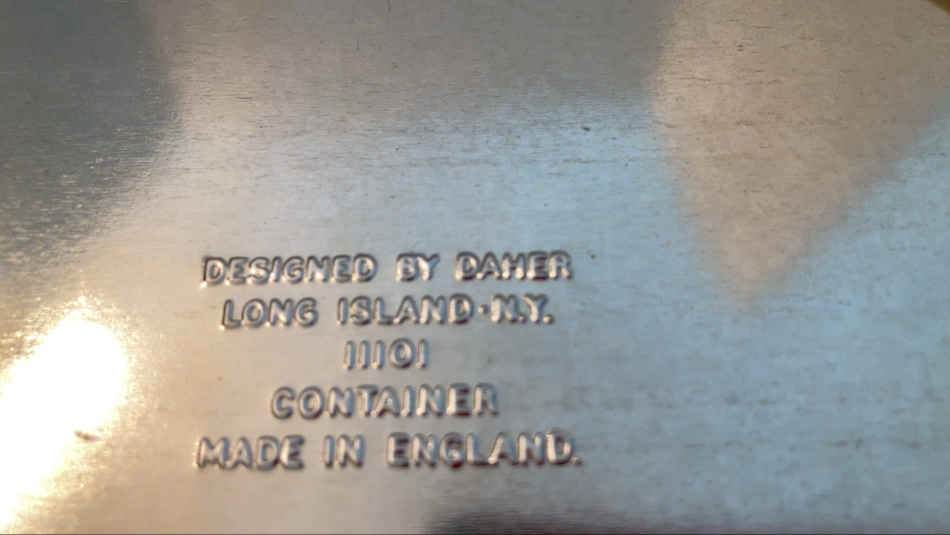 DESIGNED BY DAHER
LONG ISLAND·N.Y.
11101
CONTAINER
MADE IN ENGLAND.